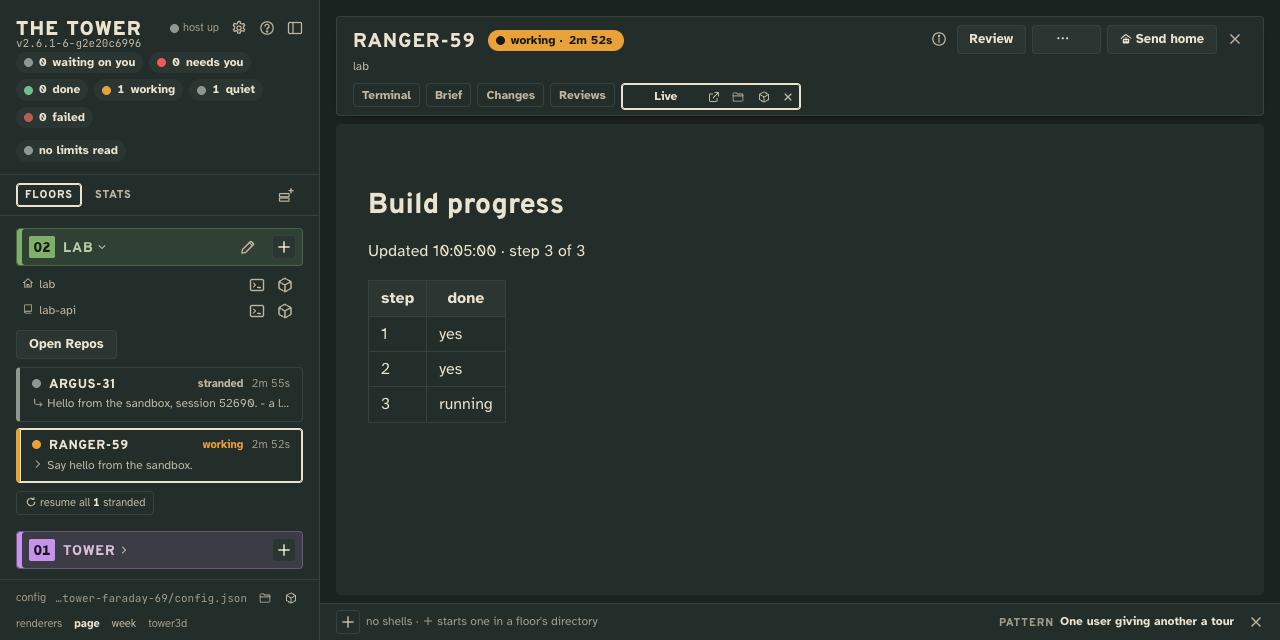 THE TOWER
host up
v2.6.1-6-g2e20c6996
0 waiting on you
0 needs you
0 done
1 working
1 quiet
0 failed
no limits read
FLOORS
STATS
02 LAB
lab
lab-api
Open Repos
ARGUS-31
stranded 2m 55s
Hello from the sandbox, session 52690. - a l...
RANGER-59
working 2m 52s
Say hello from the sandbox.
resume all 1 stranded
01 TOWER
config …tower-faraday-69/config.json
renderers page week tower3d
RANGER-59
working · 2m 52s
Review
···
Send home
lab
Terminal
Brief
Changes
Reviews
Live
Build progress
Updated 10:05:00 · step 3 of 3
step done
1 yes
2 yes
3 running
no shells · + starts one in a floor's directory
PATTERN One user giving another a tour